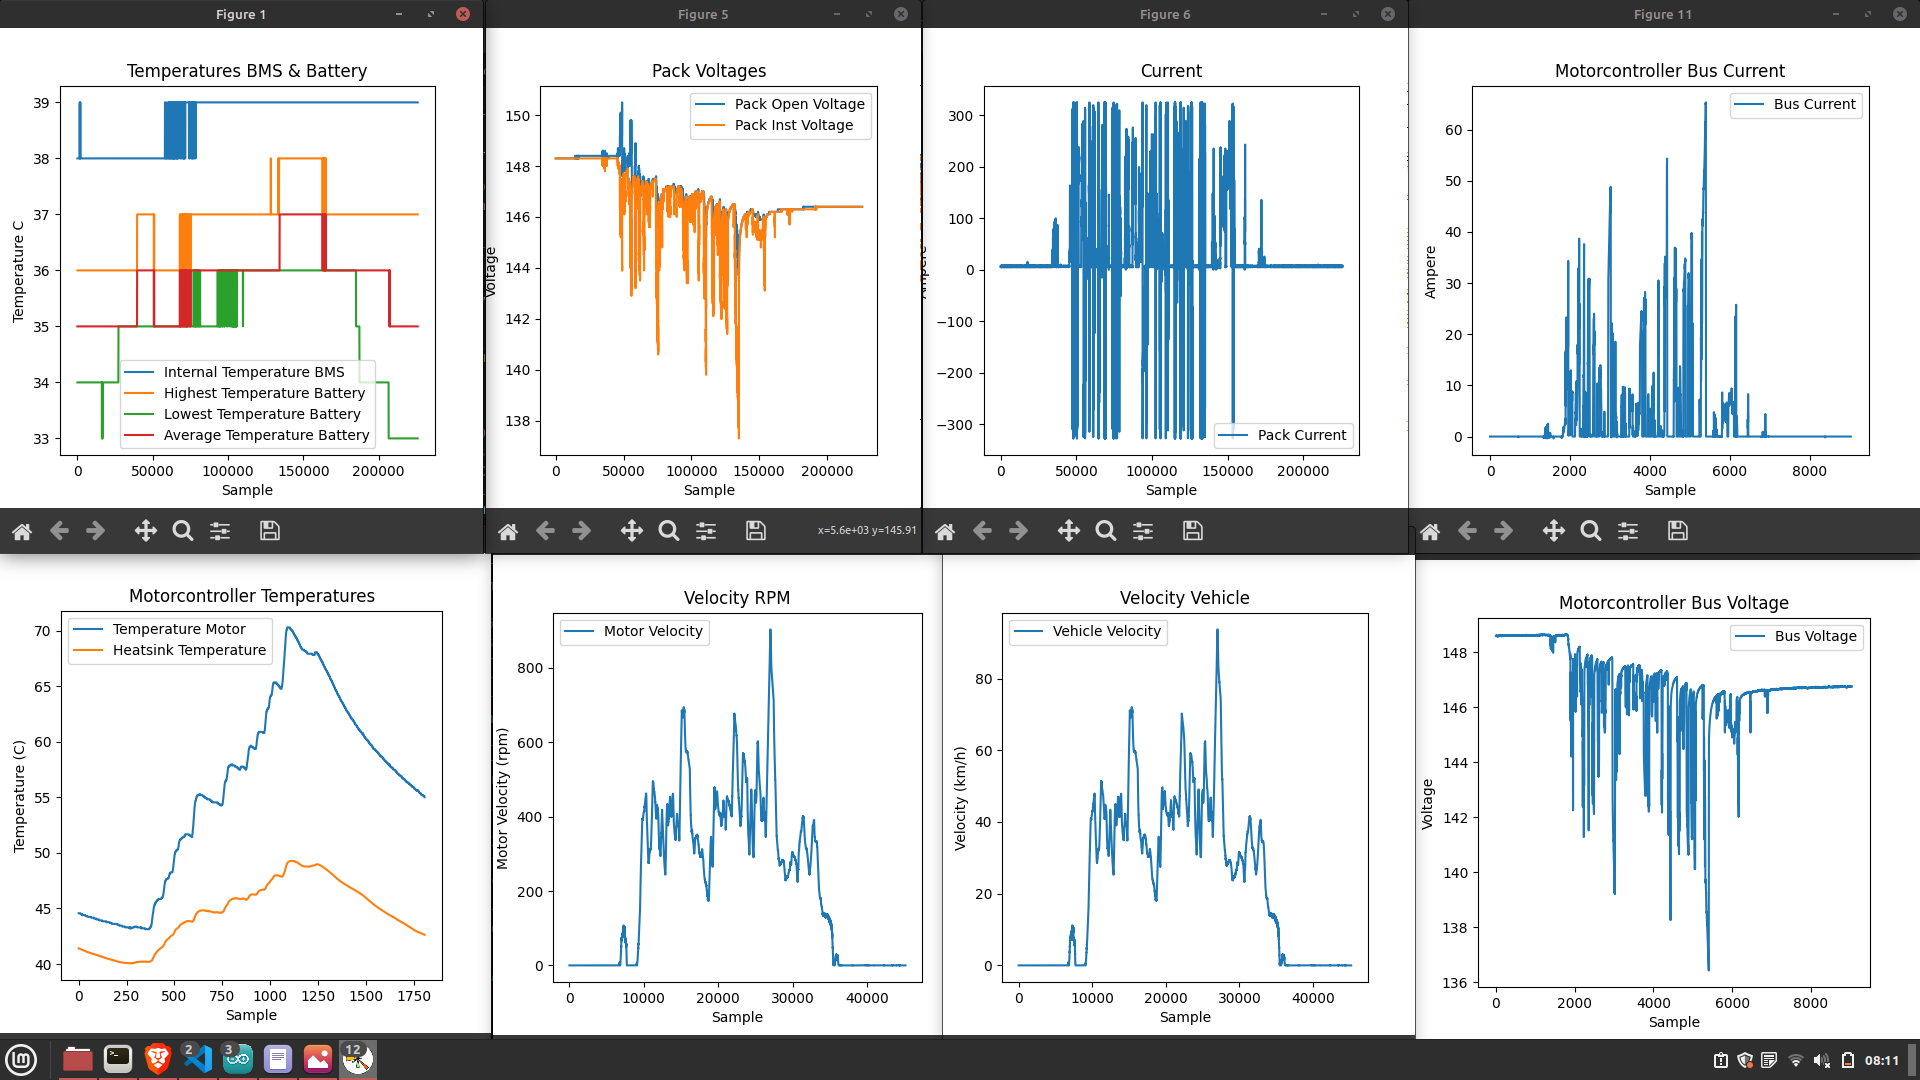 Figure 1
Temperatures BMS & Battery
39
38
37
36
35
34
33
Temperature C
Internal Temperature BMS
Highest Temperature Battery
Lowest Temperature Battery
Average Temperature Battery
0 50000 100000 150000 200000
Sample
Figure 5
Pack Voltages
150
148
146
144
142
140
138
Voltage
Pack Open Voltage
Pack Inst Voltage
0 50000 100000 150000 200000
Sample
x=5.6e+03 y=145.91
Figure 6
Current
300
200
100
0
−100
−200
−300
Pack Current
0 50000 100000 150000 200000
Sample
Figure 11
Motorcontroller Bus Current
60
50
40
30
20
10
0
Ampere
Bus Current
0 2000 4000 6000 8000
Sample
Motorcontroller Temperatures
70
65
60
55
50
45
40
Temperature (C)
Temperature Motor
Heatsink Temperature
0 250 500 750 1000 1250 1500 1750
Sample
Velocity RPM
800
600
400
200
0
Motor Velocity (rpm)
Motor Velocity
0 10000 20000 30000 40000
Sample
Velocity Vehicle
80
60
40
20
0
Velocity (km/h)
Vehicle Velocity
0 10000 20000 30000 40000
Sample
Motorcontroller Bus Voltage
148
146
144
142
140
138
136
Voltage
Bus Voltage
0 2000 4000 6000 8000
Sample
2 3 12
08:11